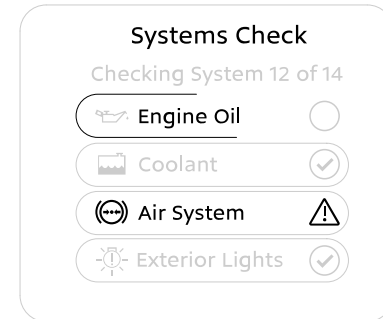 Systems Check
Checking System 12 of 14
Engine Oil
Coolant
Air System
Exterior Lights